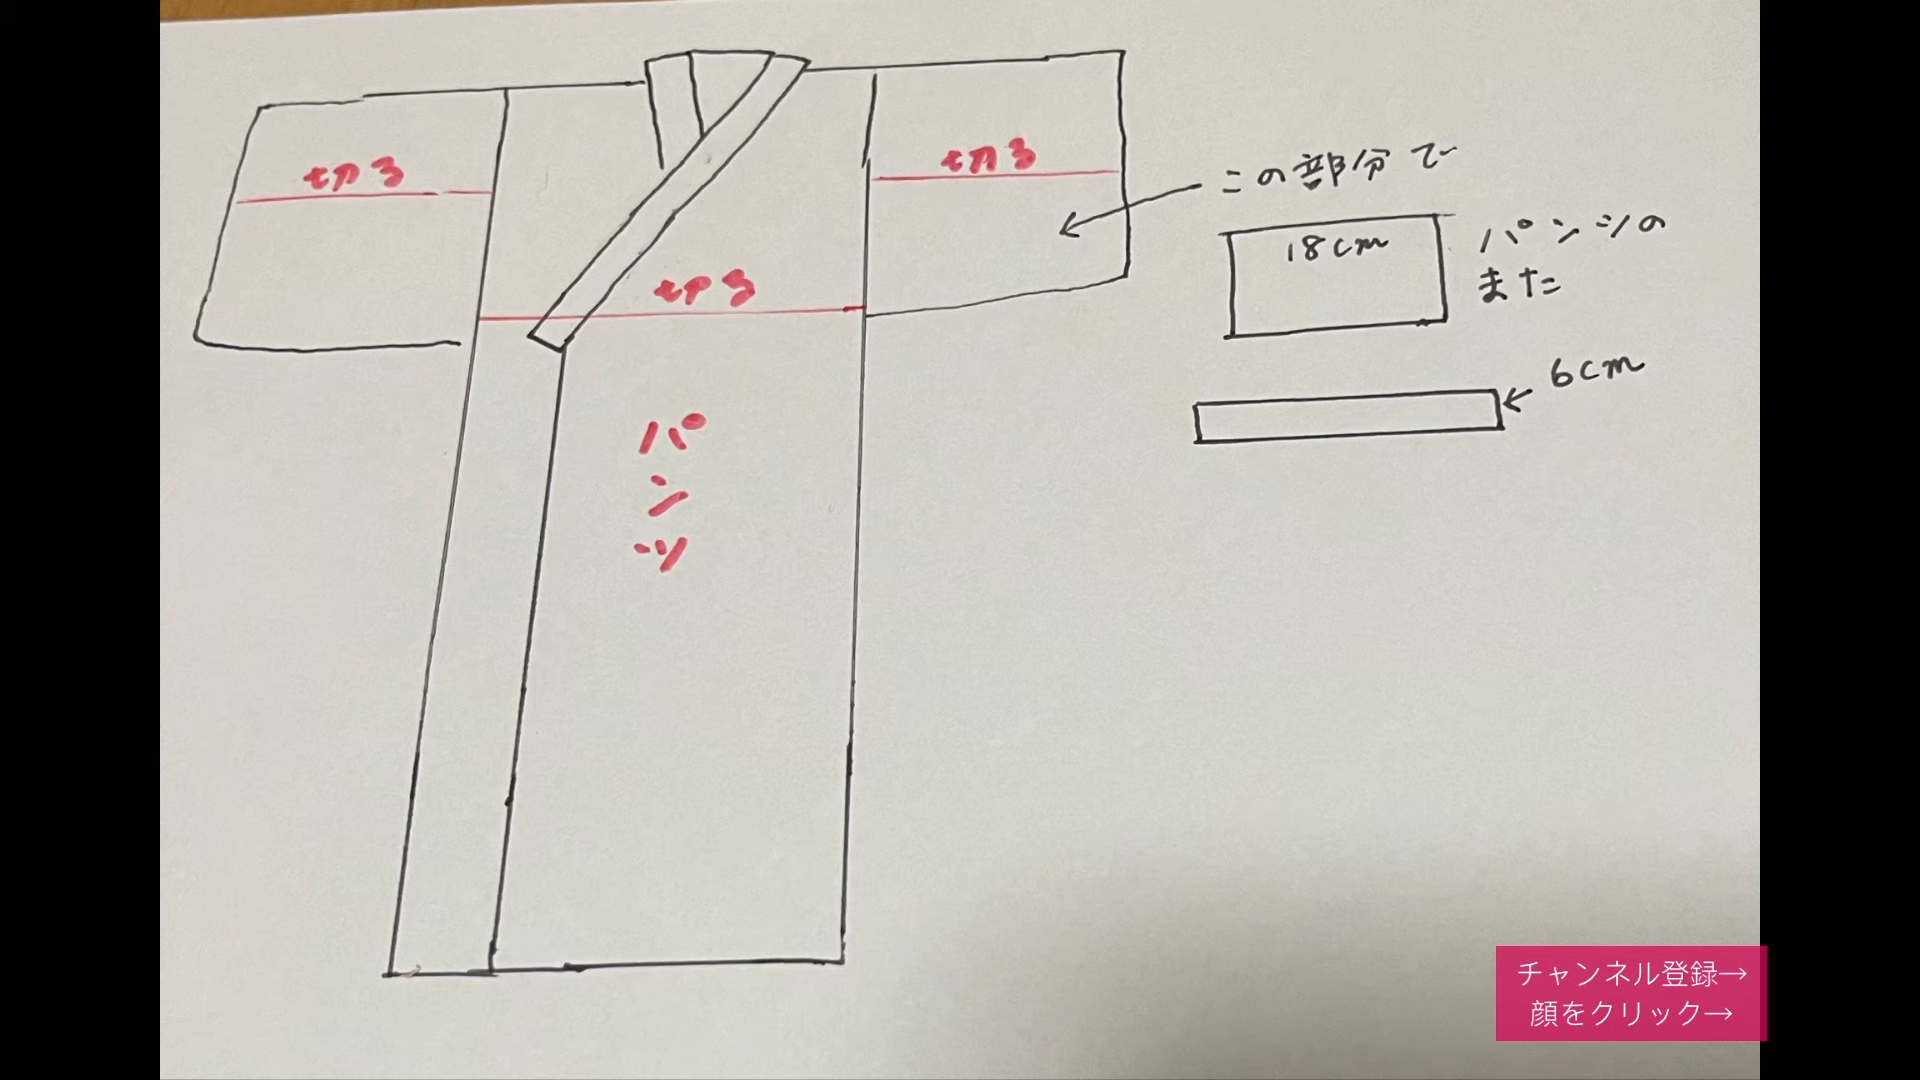 切る
切る
切る
パンツ
この部分で
18cm
パンツの
また
6cm
チャンネル登録→
顔をクリック→